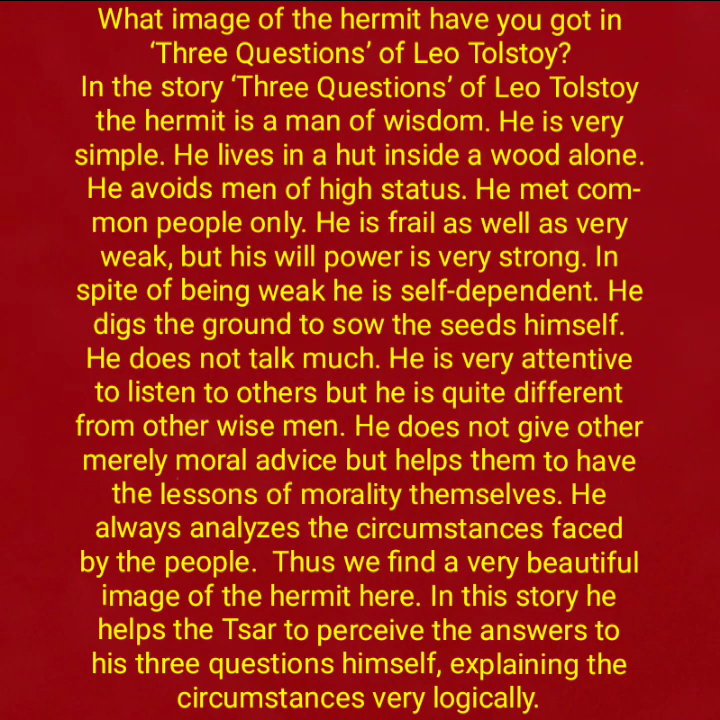 What image of the hermit have you got in
‘Three Questions’ of Leo Tolstoy?
In the story ‘Three Questions’ of Leo Tolstoy
the hermit is a man of wisdom. He is very
simple. He lives in a hut inside a wood alone.
He avoids men of high status. He met com-
mon people only. He is frail as well as very
weak, but his will power is very strong. In
spite of being weak he is self-dependent. He
digs the ground to sow the seeds himself.
He does not talk much. He is very attentive
to listen to others but he is quite different
from other wise men. He does not give other
merely moral advice but helps them to have
the lessons of morality themselves. He
always analyzes the circumstances faced
by the people.  Thus we find a very beautiful
image of the hermit here. In this story he
helps the Tsar to perceive the answers to
his three questions himself, explaining the
circumstances very logically.